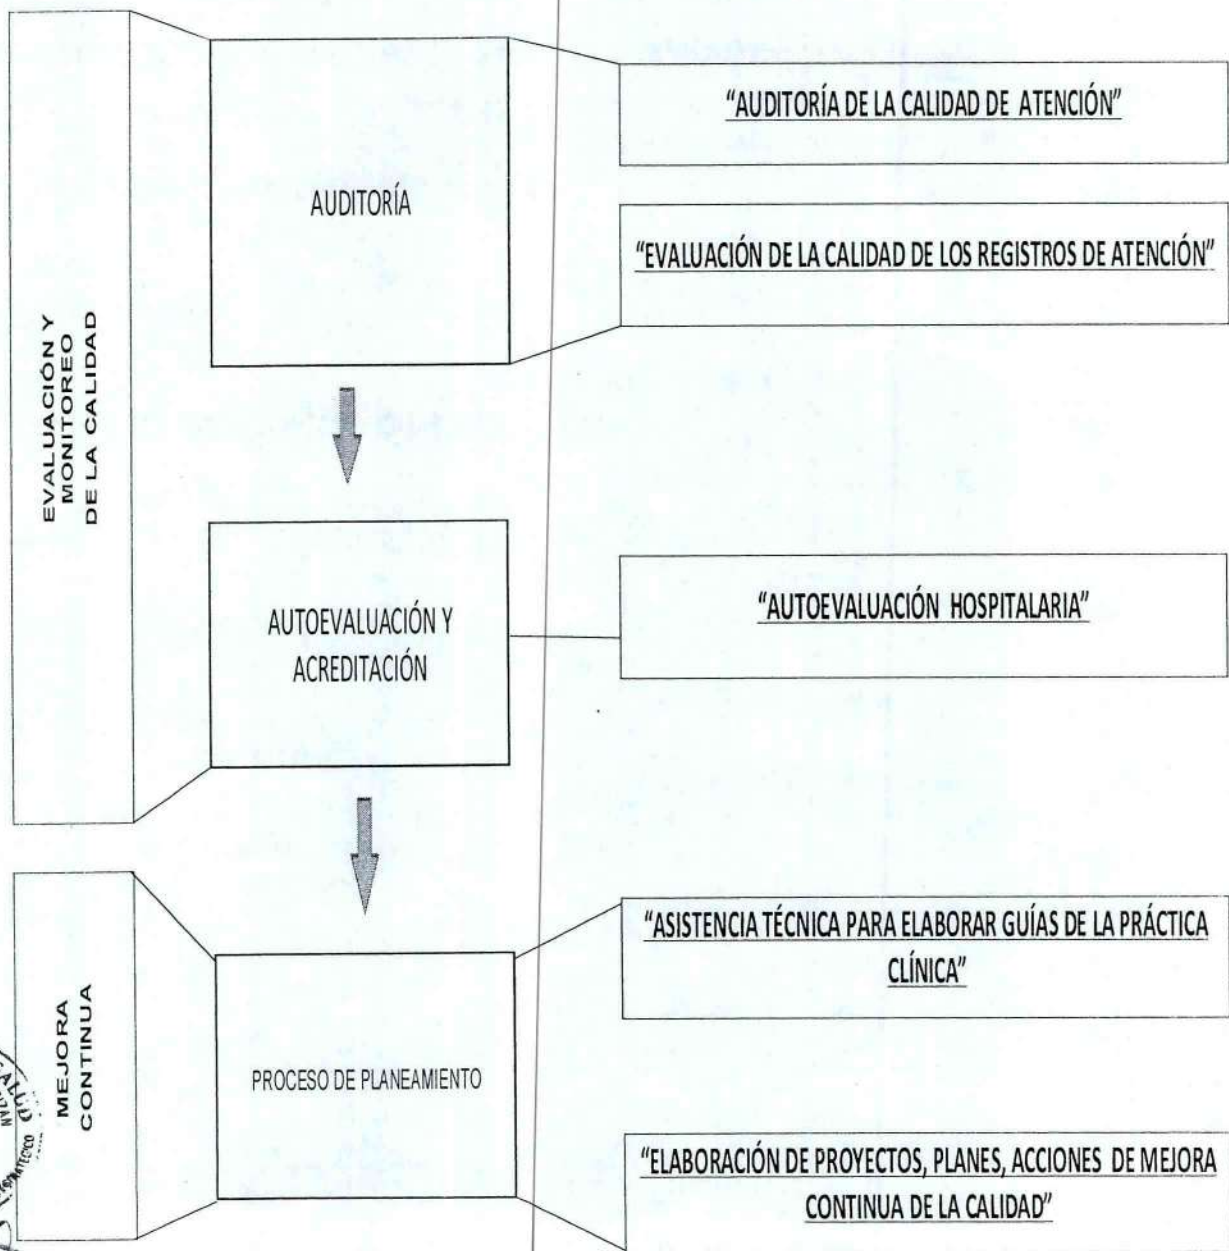 EVALUACIÓN Y
MONITOREO
DE LA CALIDAD
AUDITORÍA
"AUDITORÍA DE LA CALIDAD DE ATENCIÓN"
"EVALUACIÓN DE LA CALIDAD DE LOS REGISTROS DE ATENCIÓN"
AUTOEVALUACIÓN Y
ACREDITACIÓN
"AUTOEVALUACIÓN HOSPITALARIA"
MEJORA
CONTINUA
PROCESO DE PLANEAMIENTO
"ASISTENCIA TÉCNICA PARA ELABORAR GUÍAS DE LA PRÁCTICA
CLÍNICA"
"ELABORACIÓN DE PROYECTOS, PLANES, ACCIONES DE MEJORA
CONTINUA DE LA CALIDAD"